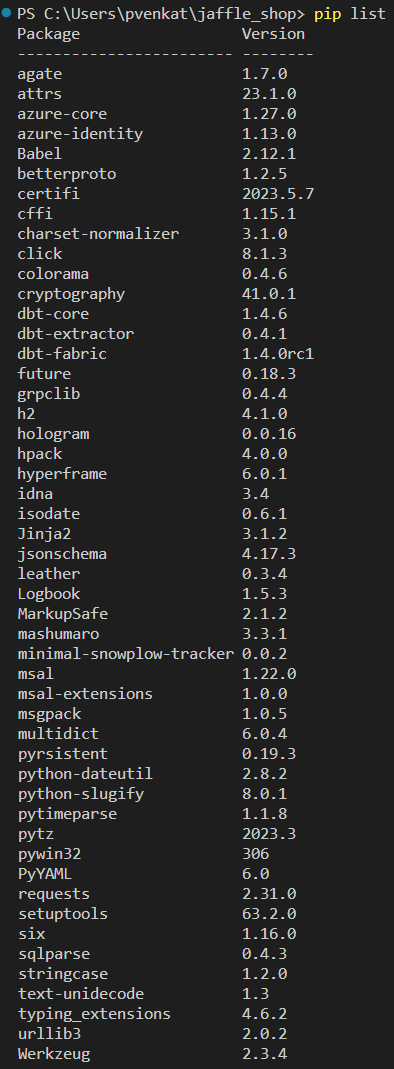 PS C:\Users\pvenkat\jaffle_shop> pip list
Package Version
------------------------ --------
agate 1.7.0
attrs 23.1.0
azure-core 1.27.0
azure-identity 1.13.0
Babel 2.12.1
betterproto 1.2.5
certifi 2023.5.7
cffi 1.15.1
charset-normalizer 3.1.0
click 8.1.3
colorama 0.4.6
cryptography 41.0.1
dbt-core 1.4.6
dbt-extractor 0.4.1
dbt-fabric 1.4.0rc1
future 0.18.3
grpclib 0.4.4
h2 4.1.0
hologram 0.0.16
hpack 4.0.0
hyperframe 6.0.1
idna 3.4
isodate 0.6.1
Jinja2 3.1.2
jsonschema 4.17.3
leather 0.3.4
Logbook 1.5.3
MarkupSafe 2.1.2
mashumaro 3.3.1
minimal-snowplow-tracker 0.0.2
msal 1.22.0
msal-extensions 1.0.0
msgpack 1.0.5
multidict 6.0.4
pyrsistent 0.19.3
python-dateutil 2.8.2
python-slugify 8.0.1
pytimeparse 1.1.8
pytz 2023.3
pywin32 306
PyYAML 6.0
requests 2.31.0
setuptools 63.2.0
six 1.16.0
sqlparse 0.4.3
stringcase 1.2.0
text-unidecode 1.3
typing_extensions 4.6.2
urllib3 2.0.2
Werkzeug 2.3.4